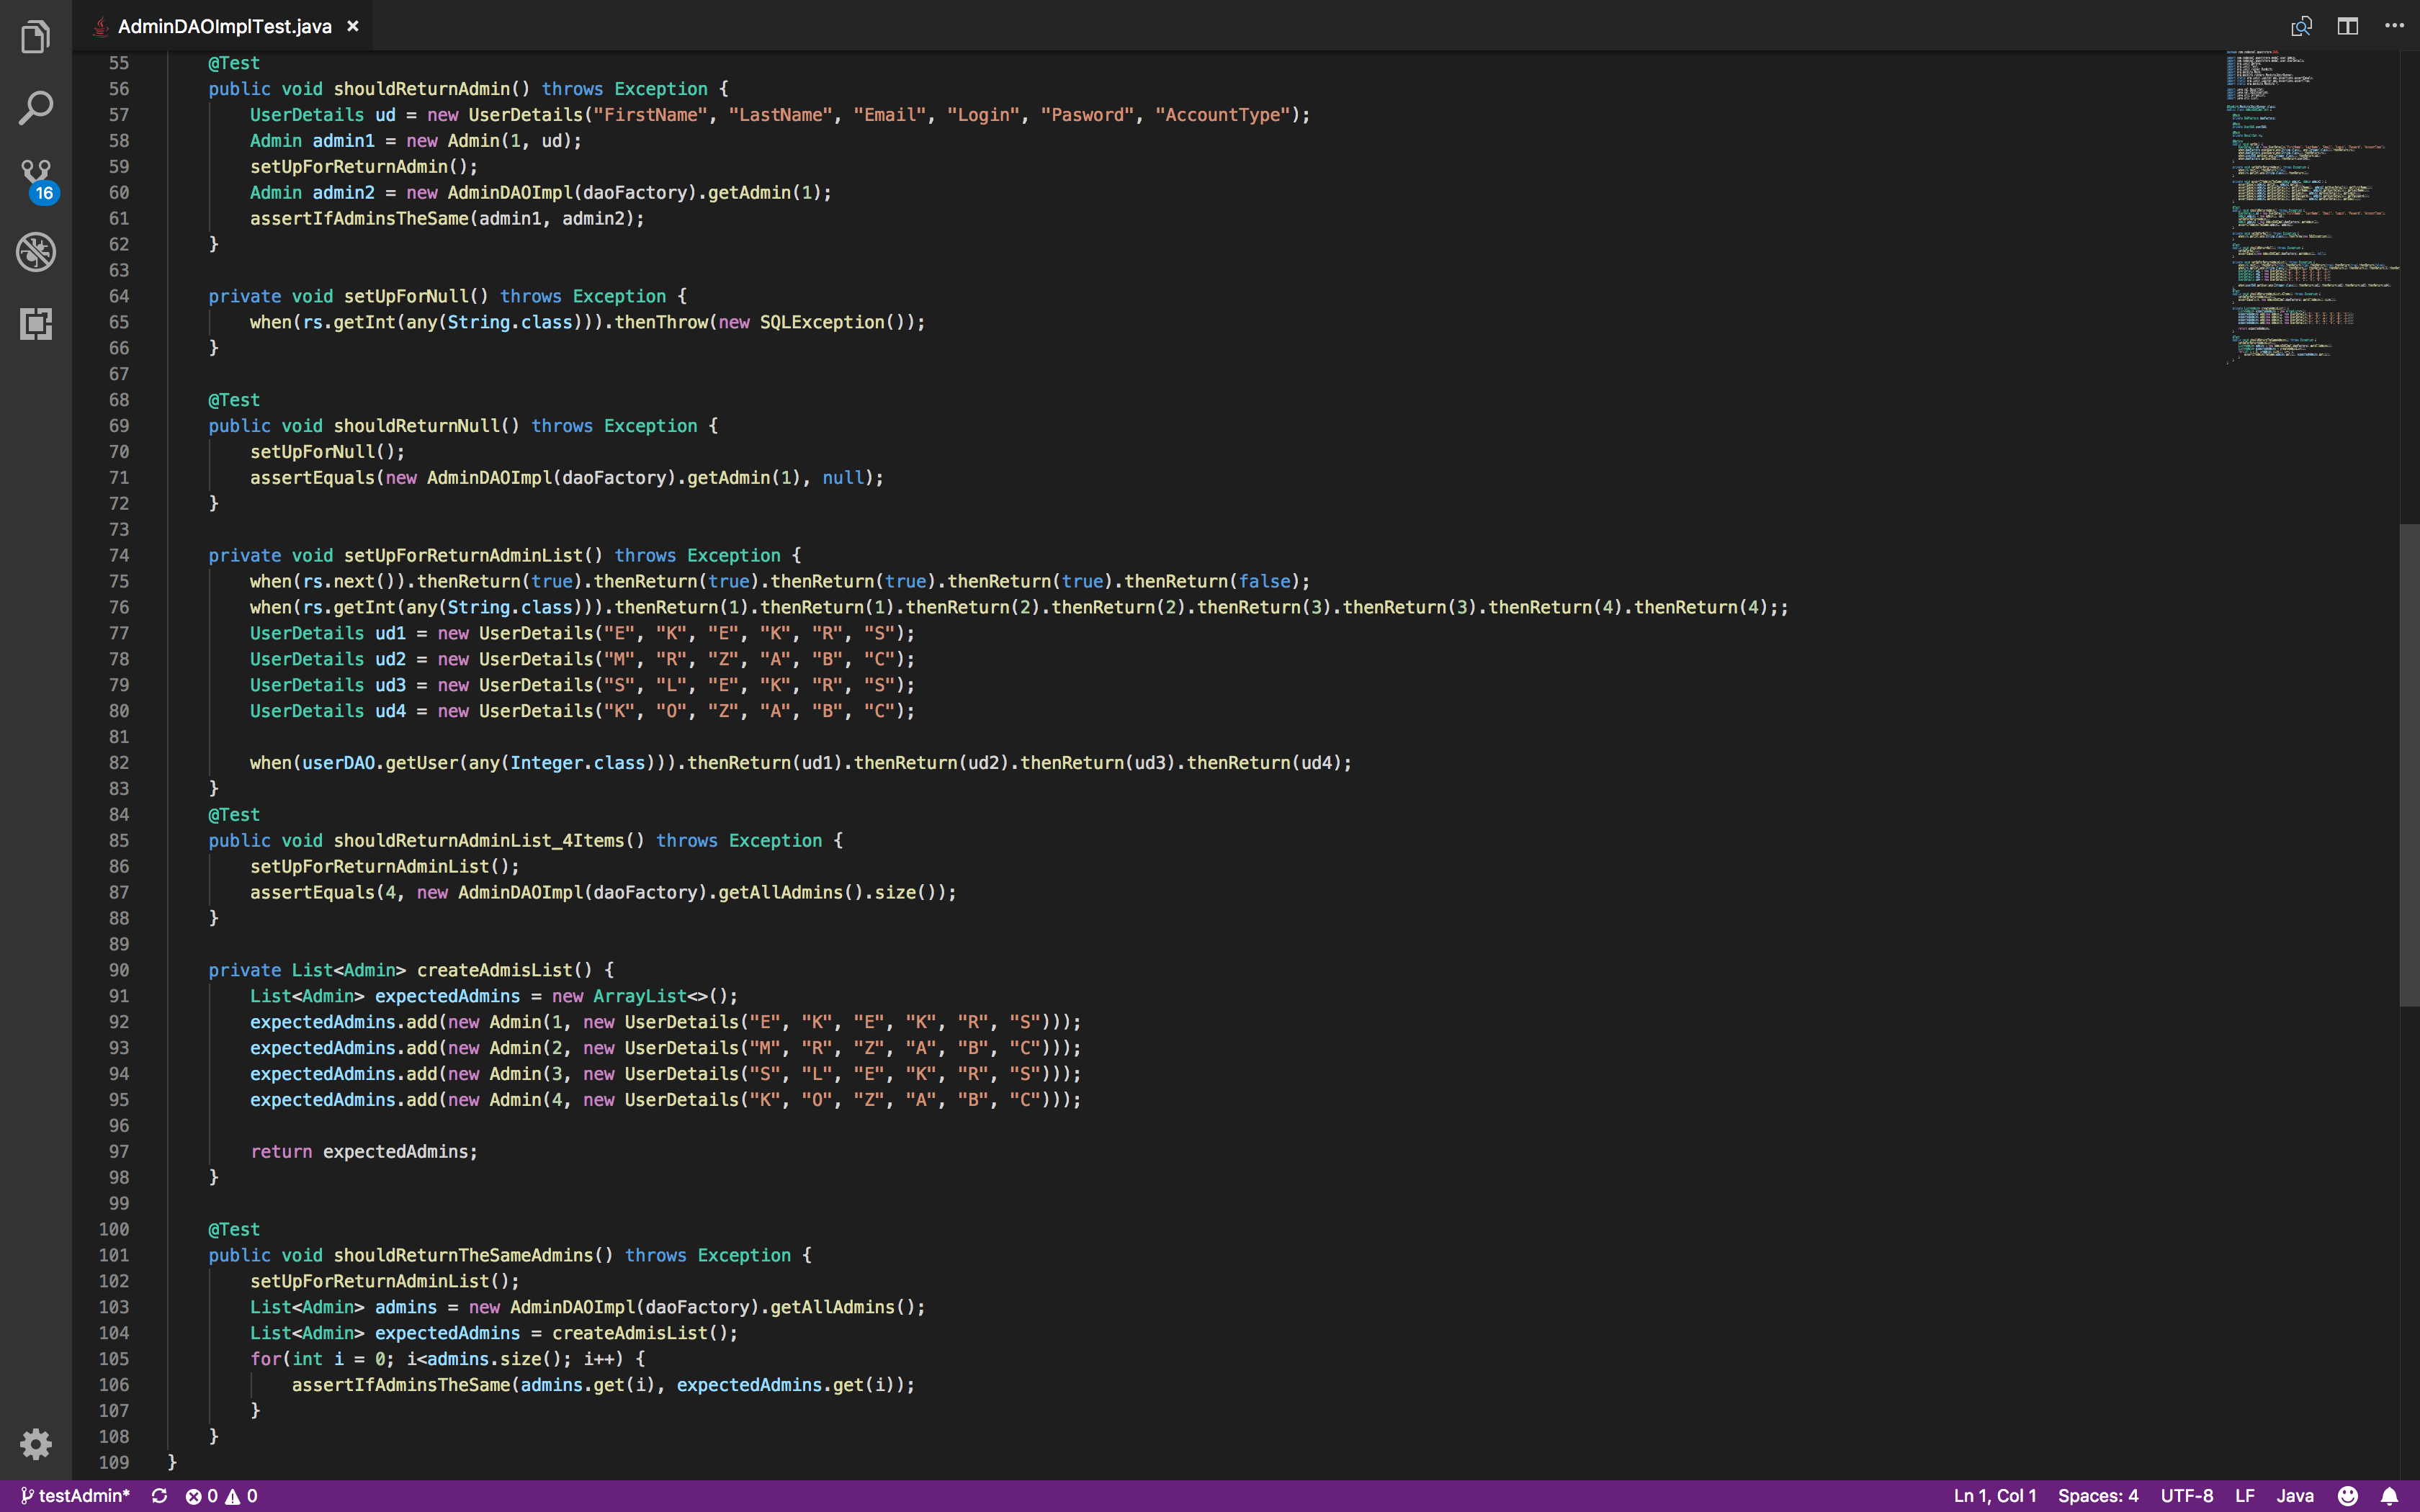 AdminDAOImplTest.java ×
55 @Test
56 public void shouldReturnAdmin() throws Exception {
57 UserDetails ud = new UserDetails("FirstName", "LastName", "Email", "Login", "Pasword", "AccountType");
58 Admin admin1 = new Admin(1, ud);
59 setUpForReturnAdmin();
60 Admin admin2 = new AdminDAOImpl(daoFactory).getAdmin(1);
61 assertIfAdminsTheSame(admin1, admin2);
62 }
63
64 private void setUpForNull() throws Exception {
65 when(rs.getInt(any(String.class))).thenThrow(new SQLException());
66 }
67
68 @Test
69 public void shouldReturnNull() throws Exception {
70 setUpForNull();
71 assertEquals(new AdminDAOImpl(daoFactory).getAdmin(1), null);
72 }
73
74 private void setUpForReturnAdminList() throws Exception {
75 when(rs.next()).thenReturn(true).thenReturn(true).thenReturn(true).thenReturn(true).thenReturn(false);
76 when(rs.getInt(any(String.class))).thenReturn(1).thenReturn(1).thenReturn(2).thenReturn(2).thenReturn(3).thenReturn(3).thenReturn(4).thenReturn(4);;
77 UserDetails ud1 = new UserDetails("E", "K", "E", "K", "R", "S");
78 UserDetails ud2 = new UserDetails("M", "R", "Z", "A", "B", "C");
79 UserDetails ud3 = new UserDetails("S", "L", "E", "K", "R", "S");
80 UserDetails ud4 = new UserDetails("K", "O", "Z", "A", "B", "C");
81
82 when(userDAO.getUser(any(Integer.class))).thenReturn(ud1).thenReturn(ud2).thenReturn(ud3).thenReturn(ud4);
83 }
84 @Test
85 public void shouldReturnAdminList_4Items() throws Exception {
86 setUpForReturnAdminList();
87 assertEquals(4, new AdminDAOImpl(daoFactory).getAllAdmins().size());
88 }
89
90 private List<Admin> createAdmisList() {
91 List<Admin> expectedAdmins = new ArrayList<>();
92 expectedAdmins.add(new Admin(1, new UserDetails("E", "K", "E", "K", "R", "S")));
93 expectedAdmins.add(new Admin(2, new UserDetails("M", "R", "Z", "A", "B", "C")));
94 expectedAdmins.add(new Admin(3, new UserDetails("S", "L", "E", "K", "R", "S")));
95 expectedAdmins.add(new Admin(4, new UserDetails("K", "O", "Z", "A", "B", "C")));
96
97 return expectedAdmins;
98 }
99
100 @Test
101 public void shouldReturnTheSameAdmins() throws Exception {
102 setUpForReturnAdminList();
103 List<Admin> admins = new AdminDAOImpl(daoFactory).getAllAdmins();
104 List<Admin> expectedAdmins = createAdmisList();
105 for(int i = 0; i<admins.size(); i++) {
106 assertIfAdminsTheSame(admins.get(i), expectedAdmins.get(i));
107 }
108 }
109 }
16
testAdmin* 0 0 Ln 1, Col 1 Spaces: 4 UTF-8 LF Java